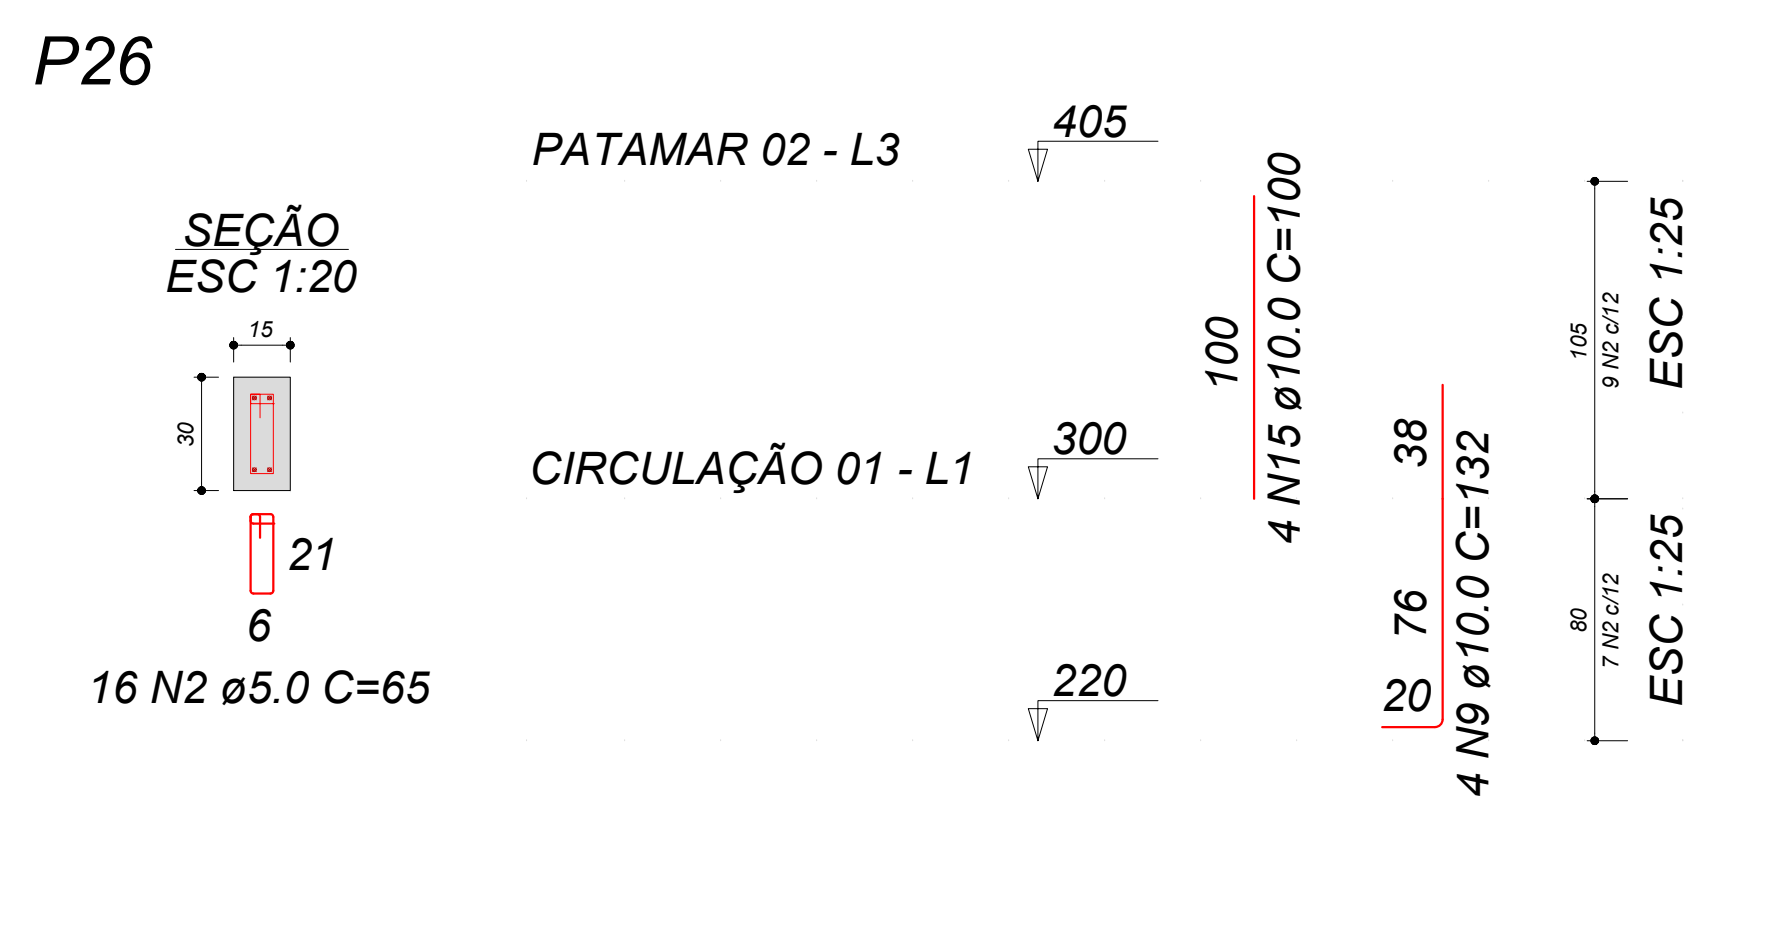 P26
SEÇÃO
ESC 1:20
15
30
21
6
16 N2 ø5.0 C=65
PATAMAR 02 - L3
405
CIRCULAÇÃO 01 - L1
300
220
100
4 N15 ø10.0 C=100
38
76
20
4 N9 ø10.0 C=132
105
9 N2 c/12
ESC 1:25
80
7 N2 c/12
ESC 1:25